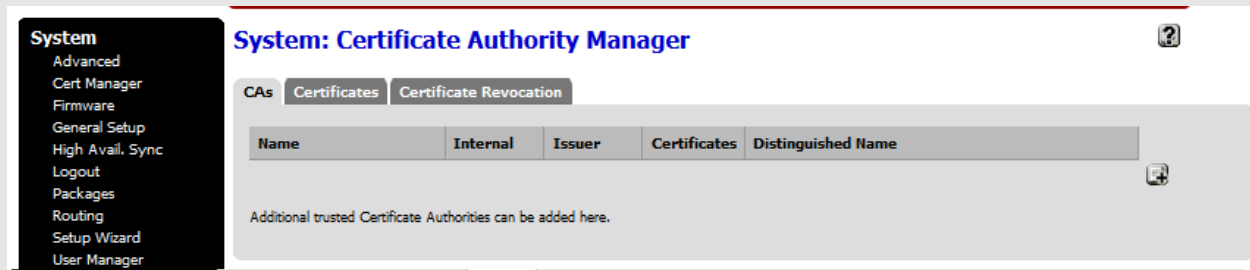 System
Advanced
Cert Manager
Firmware
General Setup
High Avail. Sync
Logout
Packages
Routing
Setup Wizard
User Manager
System: Certificate Authority Manager
?
CAs Certificates Certificate Revocation
Name Internal Issuer Certificates Distinguished Name
Additional trusted Certificate Authorities can be added here.